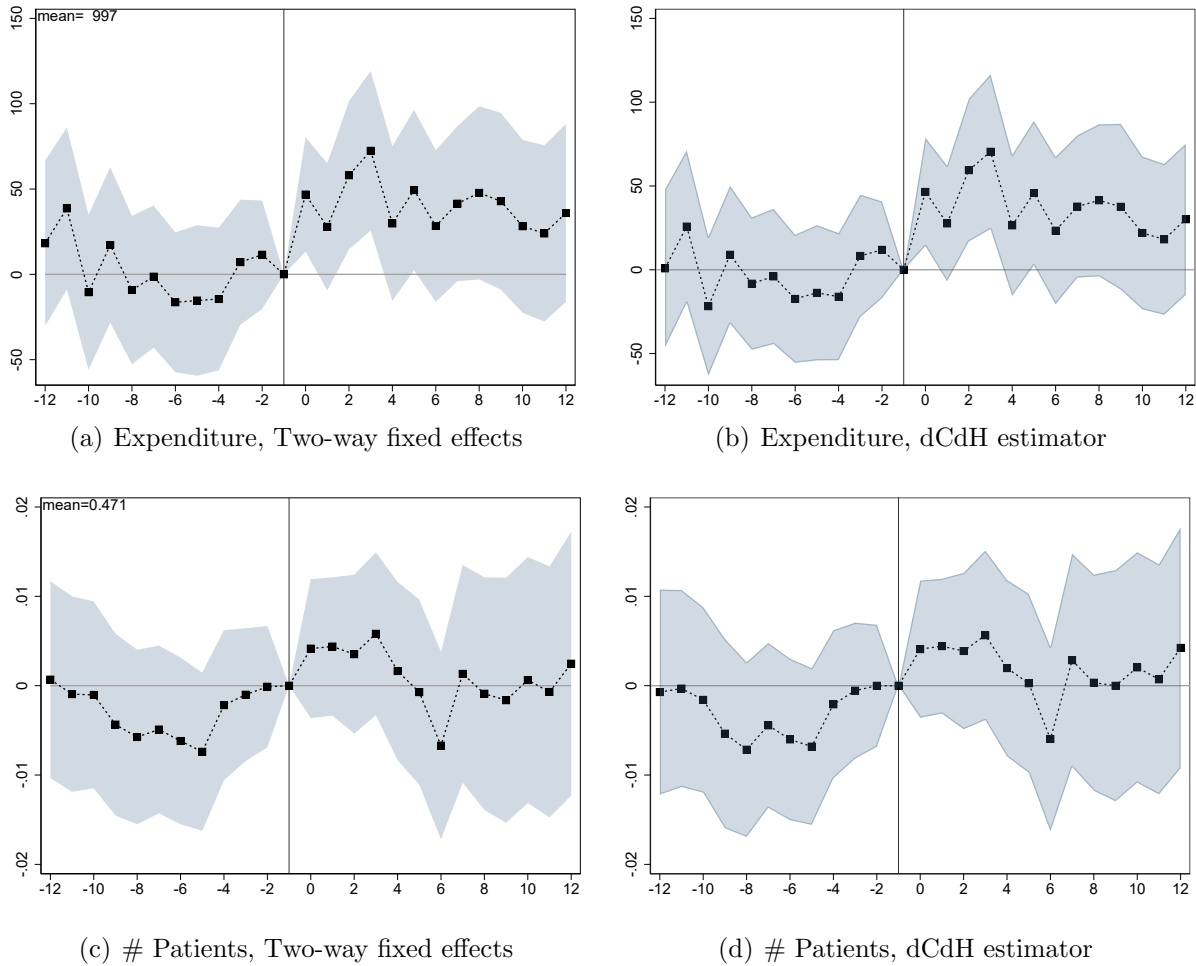 150
100
50
0
-50
mean= 997
-12 -10 -8 -6 -4 -2 0 2 4 6 8 10 12
(a) Expenditure, Two-way fixed effects
150
100
50
0
-50
-12 -10 -8 -6 -4 -2 0 2 4 6 8 10 12
(b) Expenditure, dCdH estimator
.02
.01
0
-.01
-.02
mean=0.471
-12 -10 -8 -6 -4 -2 0 2 4 6 8 10 12
(c) # Patients, Two-way fixed effects
.02
.01
0
-.01
-.02
-12 -10 -8 -6 -4 -2 0 2 4 6 8 10 12
(d) # Patients, dCdH estimator